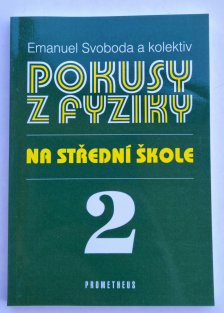 Emanuel Svoboda a kolektiv
POKUSY
Z FYZIKY
NA STŘEDNÍ ŠKOLE
2
PROMETHEUS